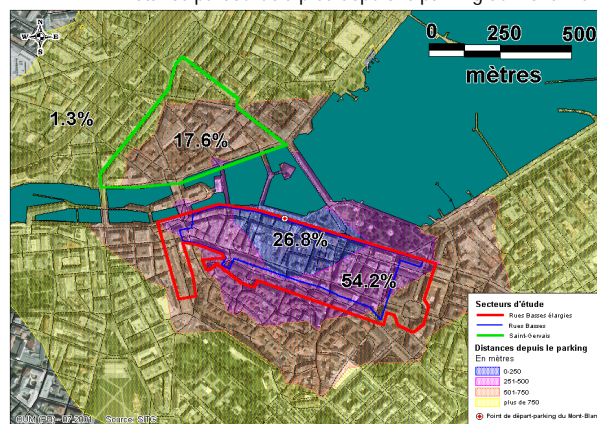 0 250 500
mètres
N
W E
S
1.3%
17.6%
26.8%
54.2%
Secteurs d'étude
Rues Basses élargies
Rues Basses
Saint-Gervais
Distances depuis le parking
En mètres
0-250
251-500
501-750
plus de 750
Point de départ-parking du Mont-Blan
Source: